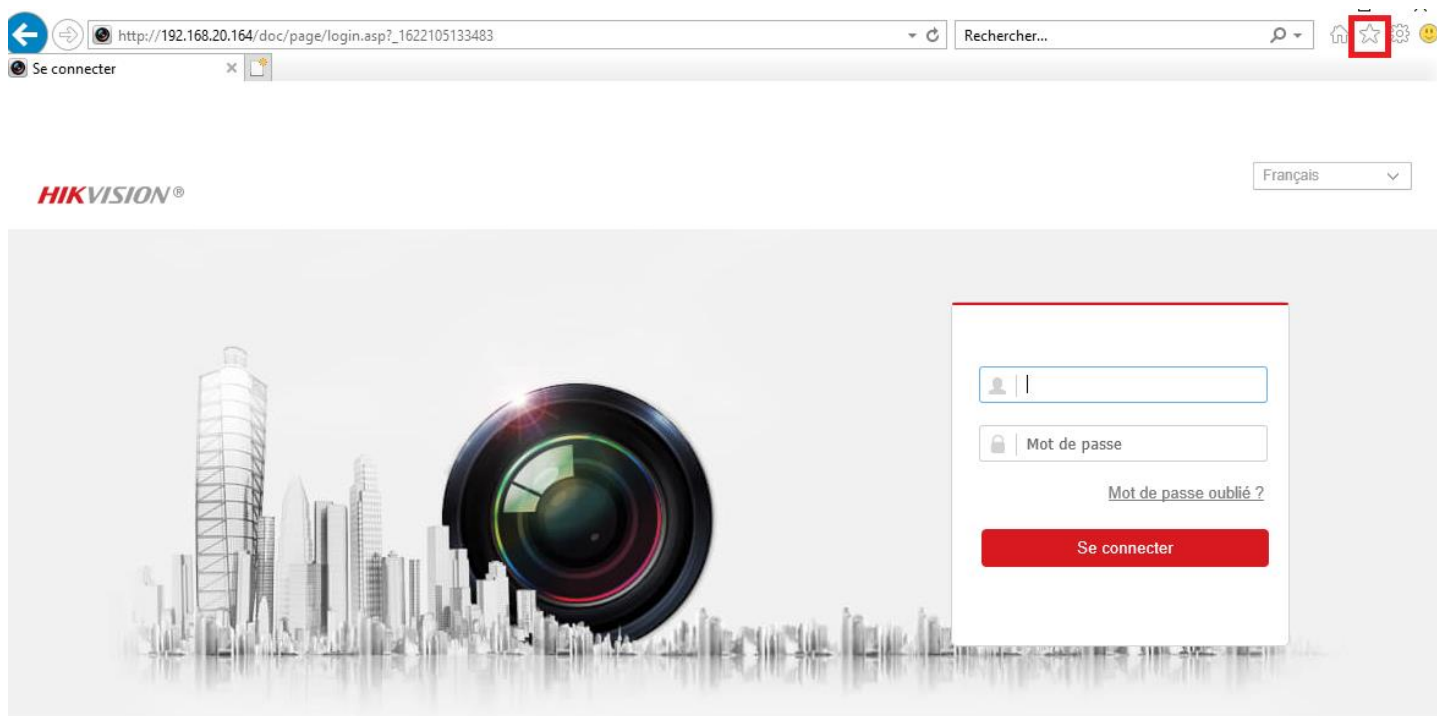 http://192.168.20.164/doc/page/login.asp?_1622105133483
Rechercher...
Se connecter
Français
HIKVISION®
Mot de passe
Mot de passe oublié ?
Se connecter